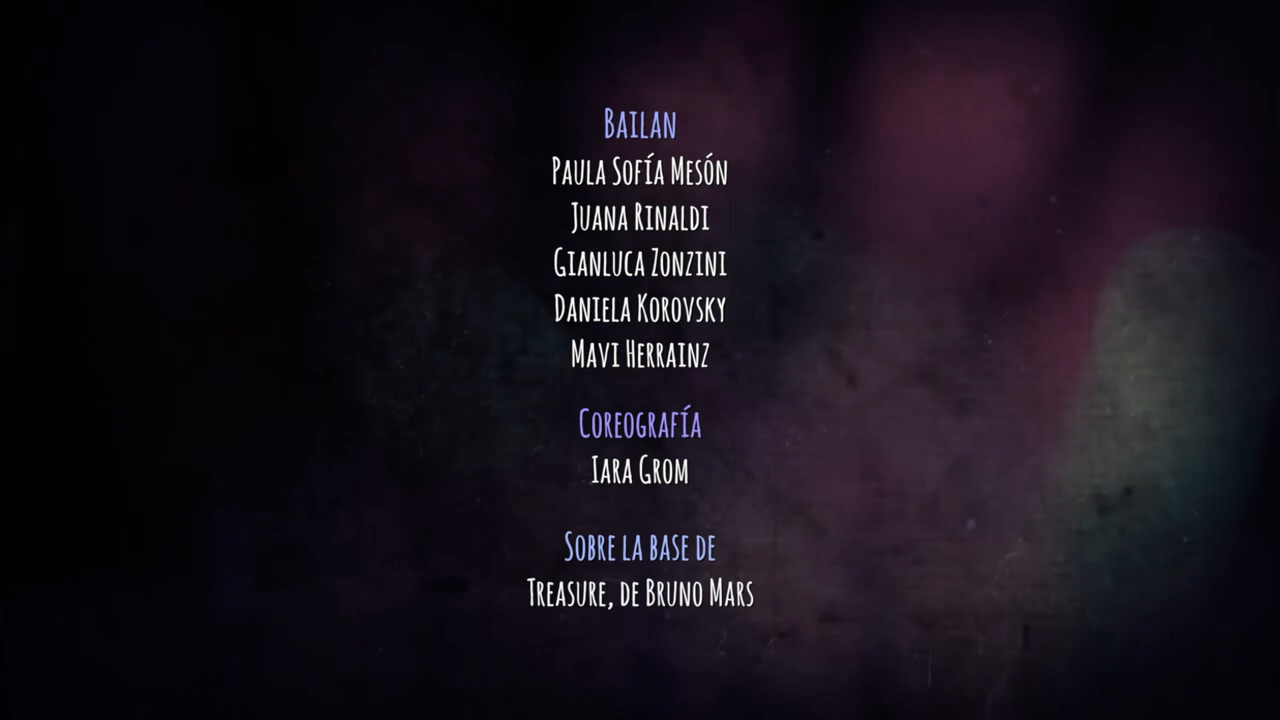 Bailan
Paula Sofía Mesón
Juana Rinaldi
Gianluca Zonzini
Daniela Korovsky
Mavi Herrainz
Coreografía
Iara Grom
Sobre la base de
Treasure, de Bruno Mars